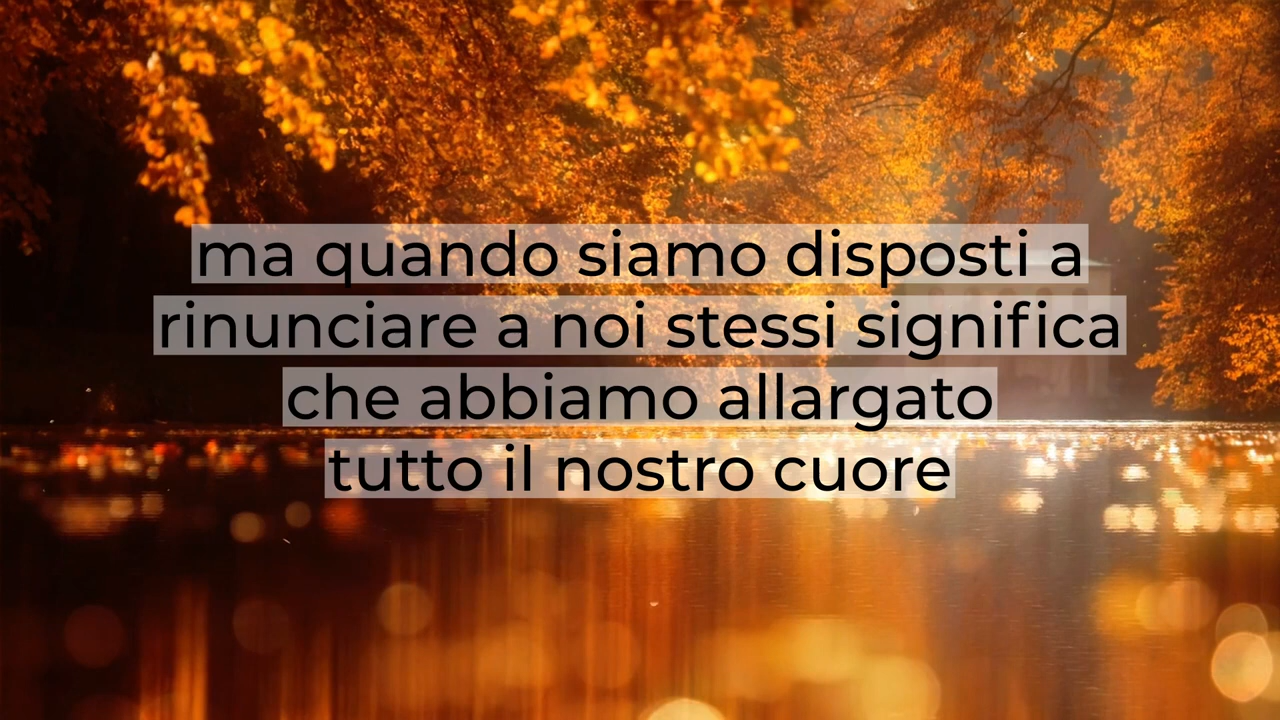 ma quando siamo disposti a
rinunciare a noi stessi significa
che abbiamo allargato
tutto il nostro cuore